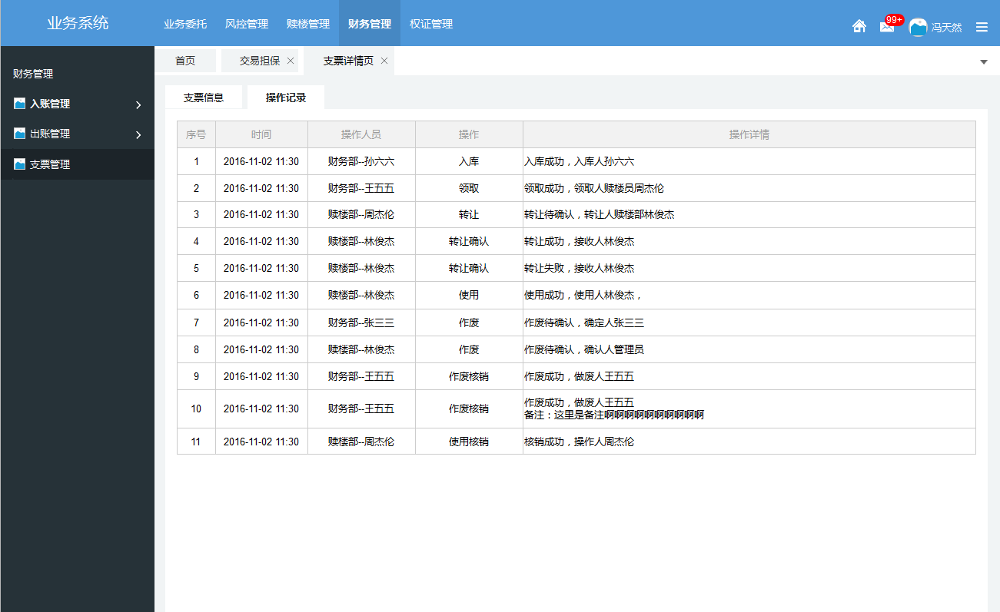 业务系统 业务委托 风控管理 赎楼管理 财务管理 权证管理 99+ 冯天然
首页 交易担保 支票详情页
财务管理
入账管理
出账管理
支票管理
支票信息 操作记录
序号 时间 操作人员 操作 操作详情
1 2016-11-02 11:30 财务部--孙六六 入库 入库成功，入库人孙六六
2 2016-11-02 11:30 财务部--王五五 领取 领取成功，领取人赎楼员周杰伦
3 2016-11-02 11:30 赎楼部--周杰伦 转让 转让待确认，转让人赎楼部林俊杰
4 2016-11-02 11:30 赎楼部--林俊杰 转让确认 转让成功，接收人林俊杰
5 2016-11-02 11:30 赎楼部--林俊杰 转让确认 转让失败，接收人林俊杰
6 2016-11-02 11:30 赎楼部--林俊杰 使用 使用成功，使用人林俊杰，
7 2016-11-02 11:30 财务部--张三三 作废 作废待确认，确定人张三三
8 2016-11-02 11:30 赎楼部--林俊杰 作废 作废待确认，确认人管理员
9 2016-11-02 11:30 财务部--王五五 作废核销 作废成功，做废人王五五
10 2016-11-02 11:30 财务部--王五五 作废核销 作废成功，做废人王五五
备注：这里是备注啊啊啊啊啊啊啊啊啊啊
11 2016-11-02 11:30 赎楼部--周杰伦 使用核销 核销成功，操作人周杰伦